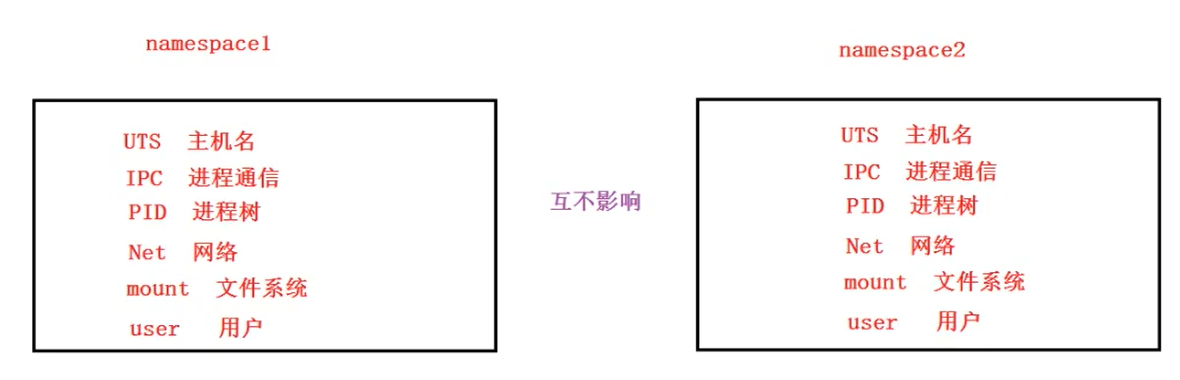 namespace1
UTS 主机名
IPC 进程通信
PID 进程树
Net 网络
mount 文件系统
user 用户
互不影响
namespace2
UTS 主机名
IPC 进程通信
PID 进程树
Net 网络
mount 文件系统
user 用户